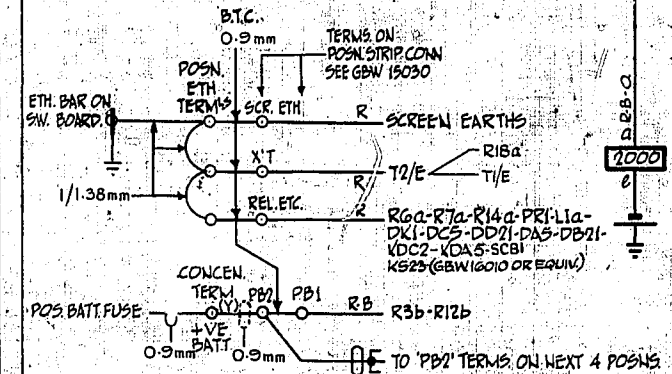 B.T.C.
0.9mm
TERMS. ON
POSN. STRIP CONN
SEE GBW 15030
POSN.
ETH
TERMLS
SCR. ETH
ETH. BAR ON
SW. BOARD.
R
SCREEN EARTHS
X'T
R
T2/E
R18a
T1/E
1/1.38mm
REL. ETC.
R
R6a-R7a-R14a-PR1-L1a-
DK1-DCS-DD21-DAS-DB21-
KDC2-KDA5-SCB1
KS23-(GBW16010 OR EQUIV.)
D.R.B-O
2000
e
CONCEN.
TERM
(Y)
PB2
PB1
POS. BATT. FUSE
R-B
R3b-R12b
+VE
BATT
0.9mm
0.9mm
TO 'PB2' TERMS ON NEXT 4 POSNS